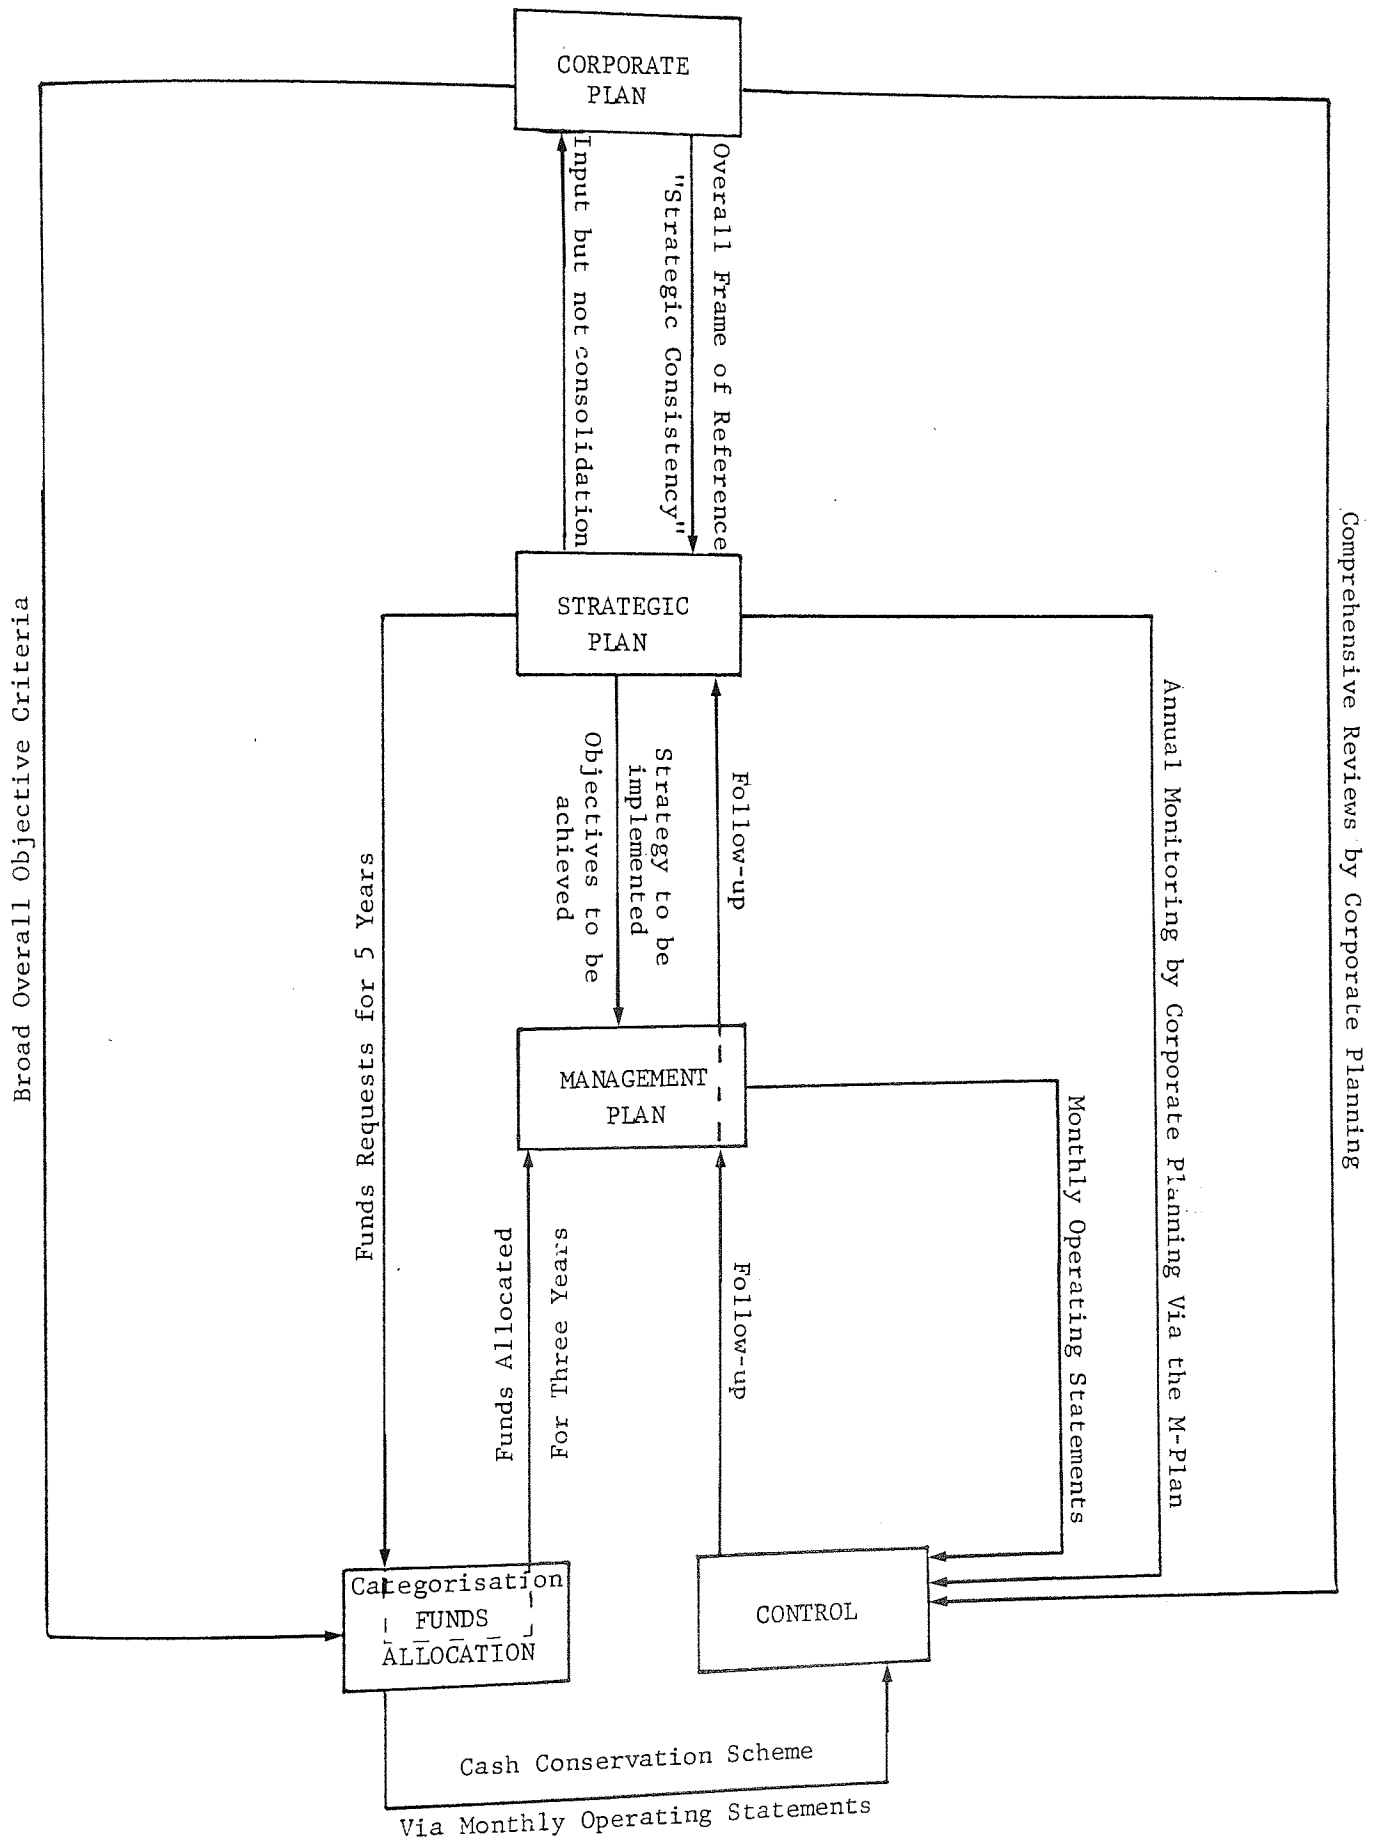 CORPORATE
PLAN
Input but not consolidation
"Strategic Consistency"
Overall Frame of Reference
Broad Overall Objective Criteria
Comprehensive Reviews by Corporate Planning
STRATEGIC
PLAN
Funds Requests for 5 Years
Strategy to be
implemented
Objectives to be
achieved
Follow-up
Annual Monitoring by Corporate Planning Via the M-Plan
MANAGEMENT
PLAN
Monthly Operating Statements
Funds Allocated
For Three Years
Follow-up
Categorisation
FUNDS
ALLOCATION
CONTROL
Cash Conservation Scheme
Via Monthly Operating Statements